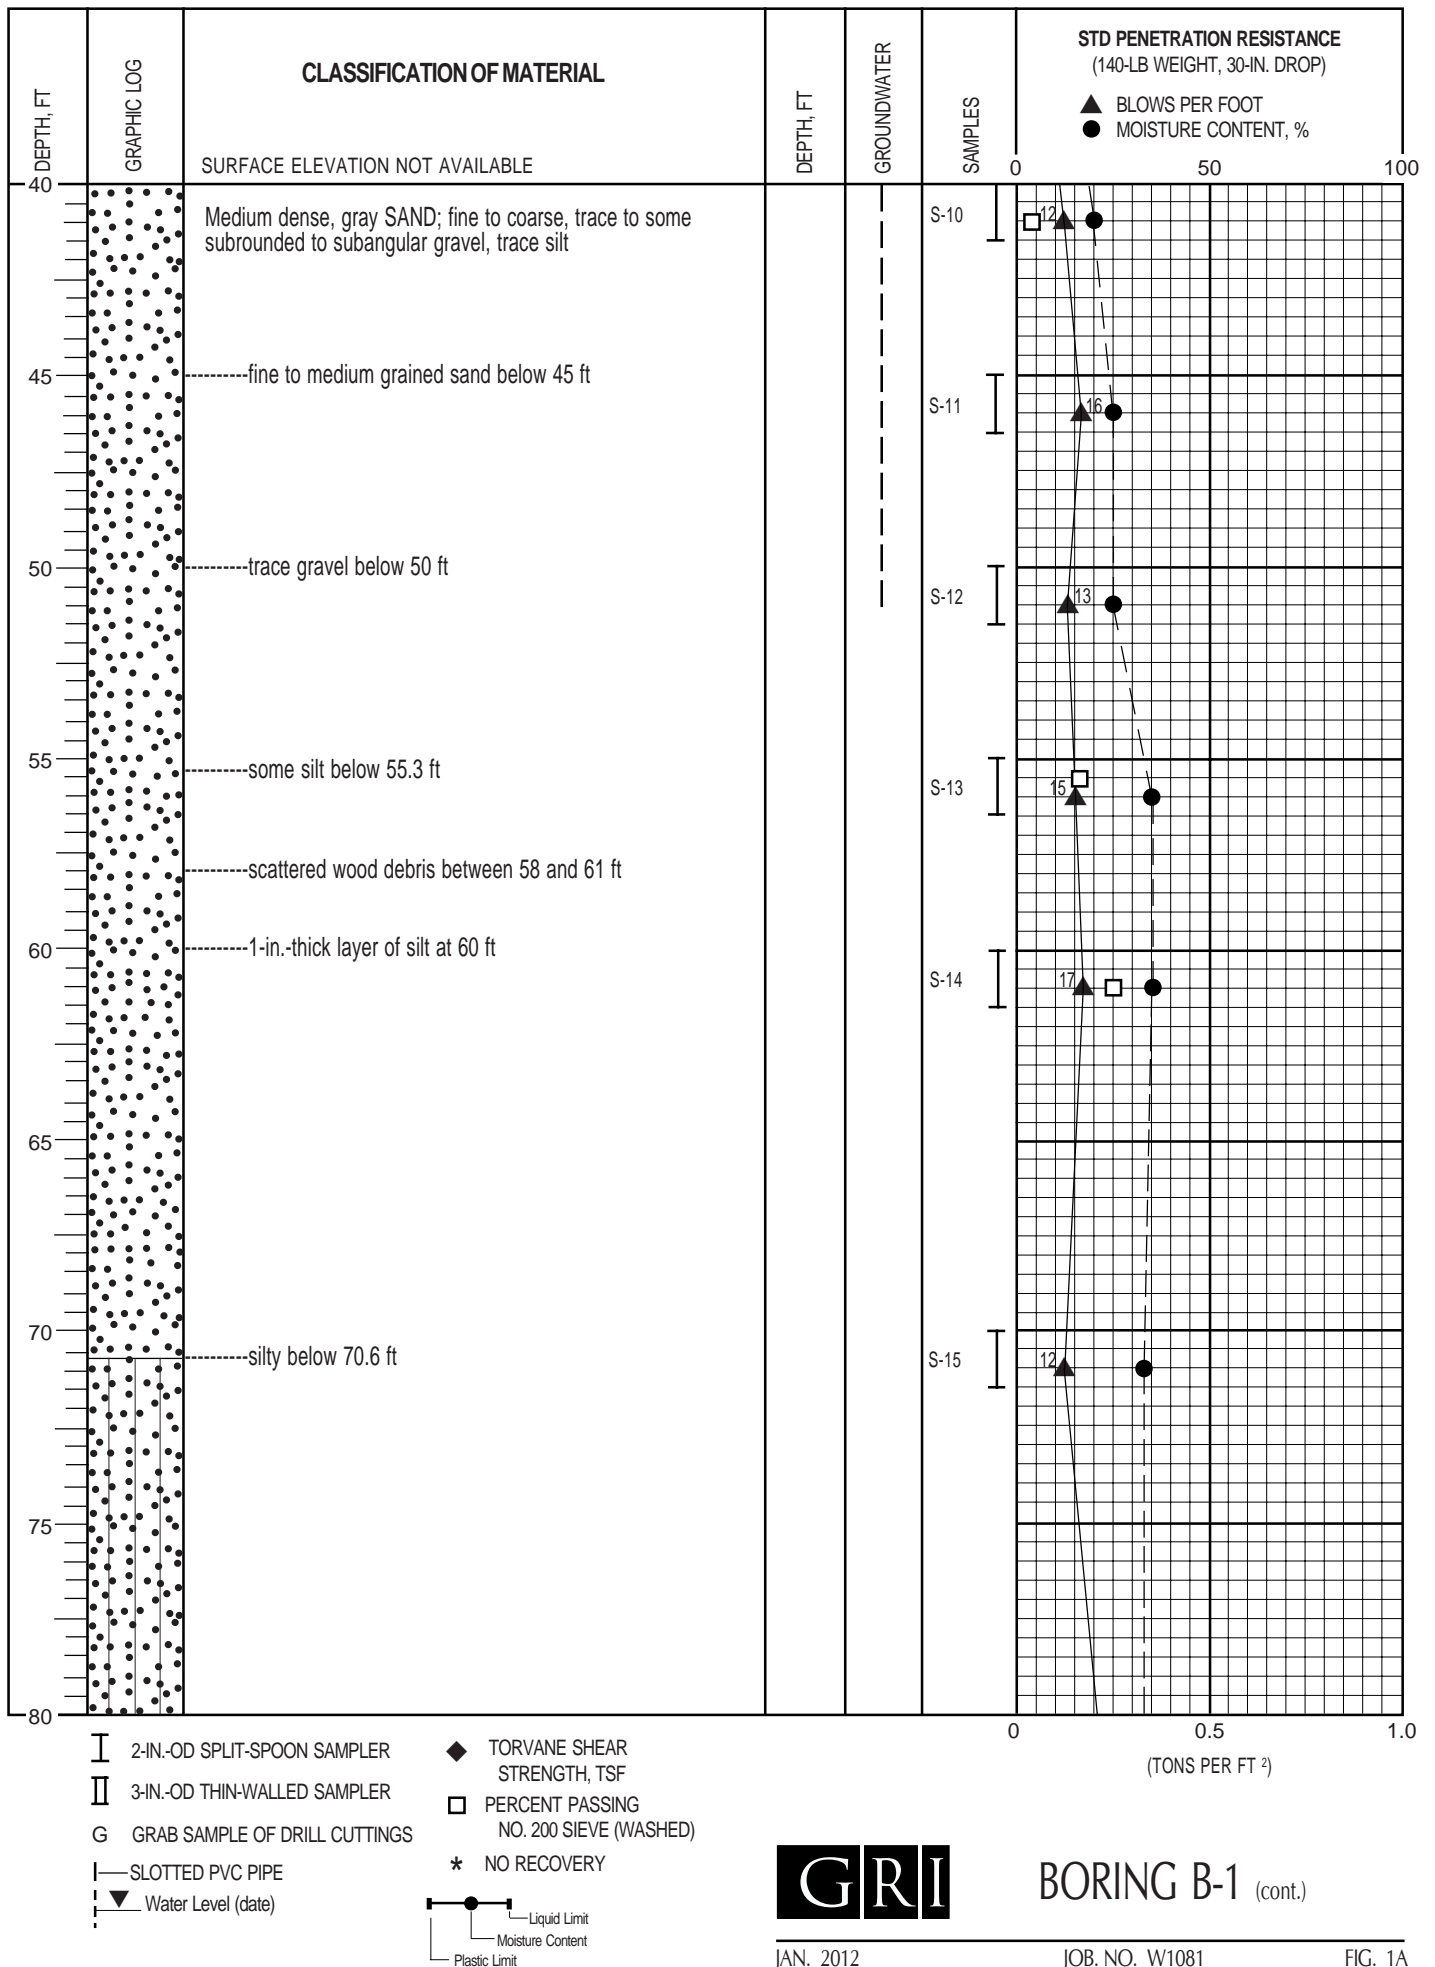 DEPTH, FT
GRAPHIC LOG
CLASSIFICATION OF MATERIAL
SURFACE ELEVATION NOT AVAILABLE
DEPTH, FT
GROUNDWATER
SAMPLES
STD PENETRATION RESISTANCE
(140-LB WEIGHT, 30-IN. DROP)
BLOWS PER FOOT
MOISTURE CONTENT, %
0 50 100
40
Medium dense, gray SAND; fine to coarse, trace to some
subrounded to subangular gravel, trace silt
S-10
12
45
fine to medium grained sand below 45 ft
S-11
16
50
trace gravel below 50 ft
S-12
13
55
some silt below 55.3 ft
S-13
15
scattered wood debris between 58 and 61 ft
60
1-in.-thick layer of silt at 60 ft
S-14
17
65
70
silty below 70.6 ft
S-15
12
75
80
0 0.5 1.0
(TONS PER FT 2)
2-IN.-OD SPLIT-SPOON SAMPLER
3-IN.-OD THIN-WALLED SAMPLER
G GRAB SAMPLE OF DRILL CUTTINGS
SLOTTED PVC PIPE
Water Level (date)
TORVANE SHEAR
STRENGTH, TSF
PERCENT PASSING
NO. 200 SIEVE (WASHED)
* NO RECOVERY
Liquid Limit
Moisture Content
Plastic Limit
GRI
BORING B-1 (cont.)
JAN. 2012 JOB. NO. W1081 FIG. 1A